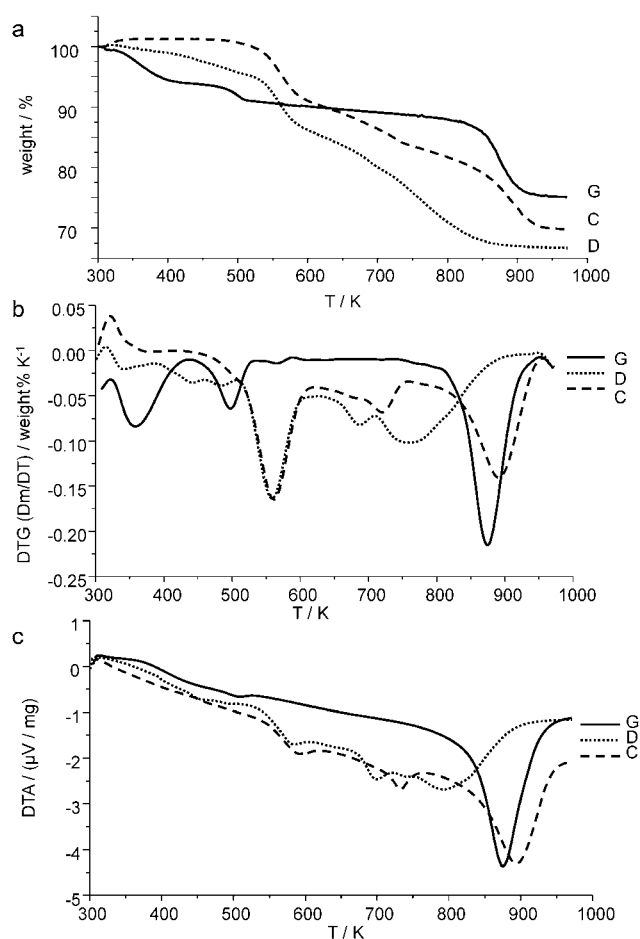 a
100
90
80
70
weight / %
G
C
D
300 400 500 600 700 800 900 1000
T / K
b
0.05
0.00
-0.05
-0.10
-0.15
-0.20
-0.25
DTG (Dm/DT) / weight% K⁻¹
G
D
C
300 400 500 600 700 800 900 1000
T / K
c
1
0
-1
-2
-3
-4
-5
DTA / (µV / mg)
G
D
C
300 400 500 600 700 800 900 1000
T / K